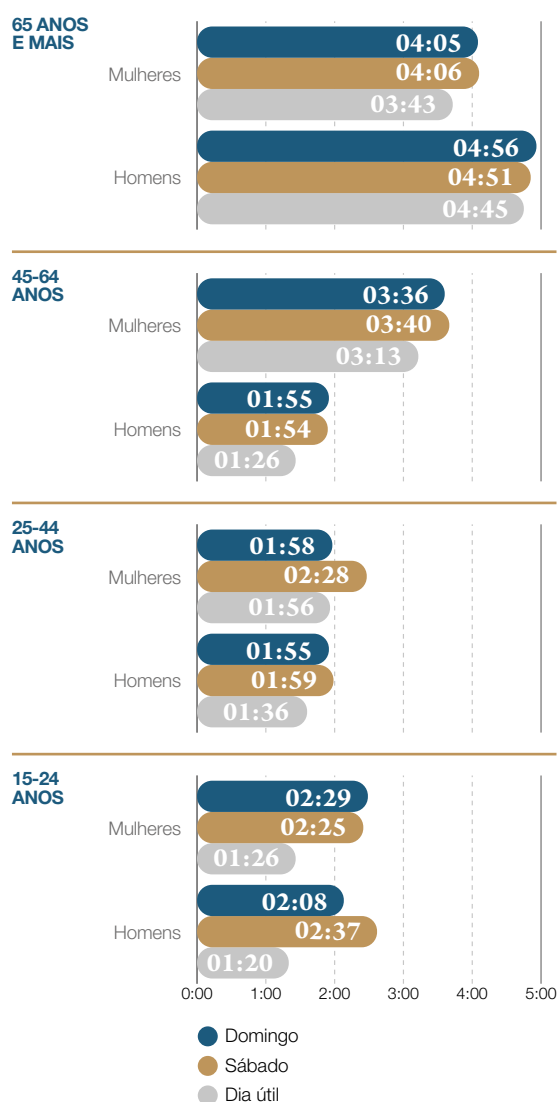 65 ANOS
E MAIS
Mulheres
04:05
04:06
03:43
Homens
04:56
04:51
04:45
45-64
ANOS
Mulheres
03:36
03:40
03:13
Homens
01:55
01:54
01:26
25-44
ANOS
Mulheres
01:58
02:28
01:56
Homens
01:55
01:59
01:36
15-24
ANOS
Mulheres
02:29
02:25
01:26
Homens
02:08
02:37
01:20
0:00 1:00 2:00 3:00 4:00 5:00
Domingo
Sábado
Dia útil